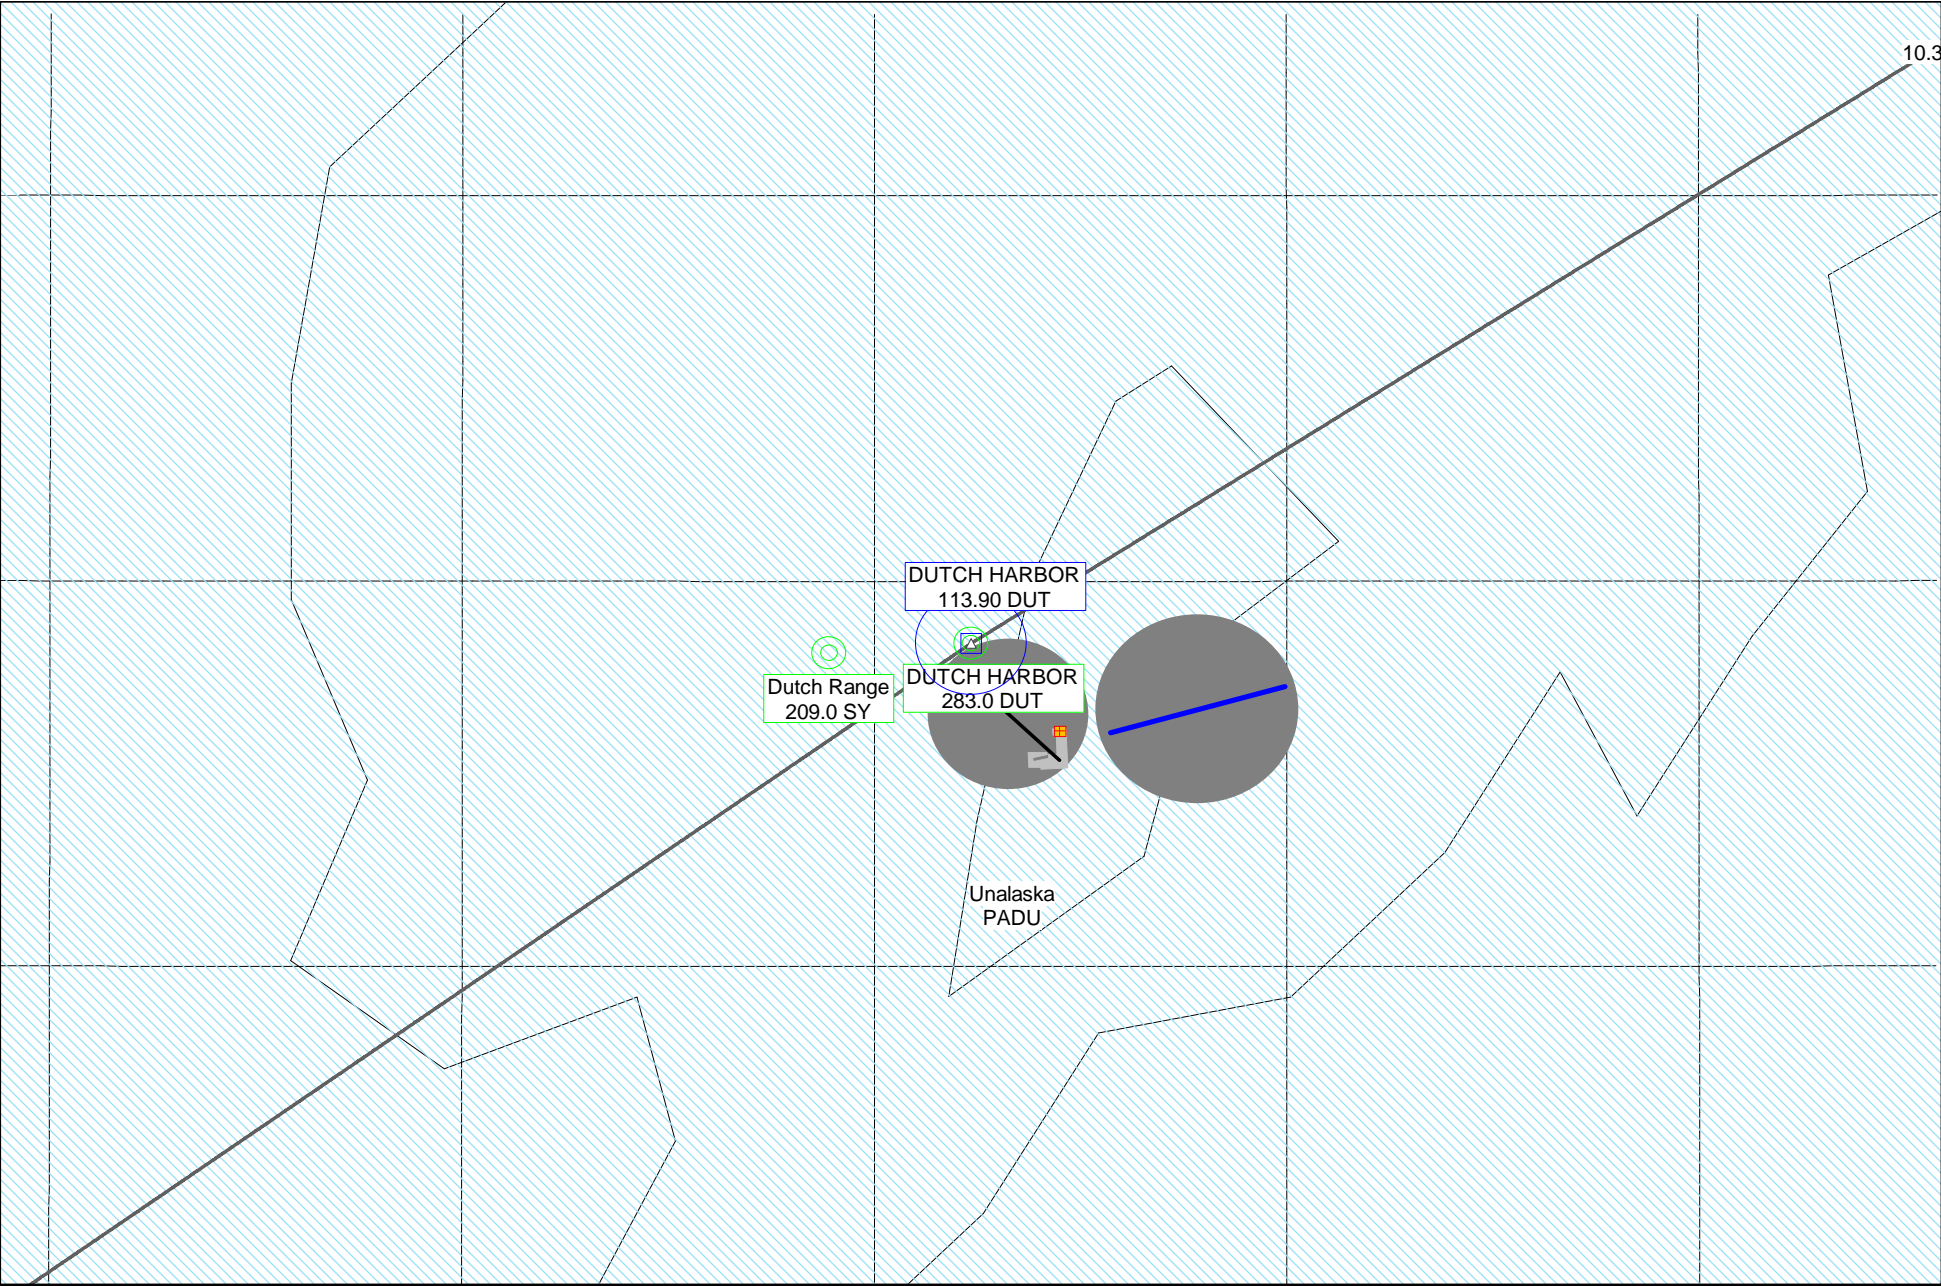 10.3
DUTCH HARBOR
113.90 DUT
Dutch Range
209.0 SY
DUTCH HARBOR
283.0 DUT
Unalaska
PADU